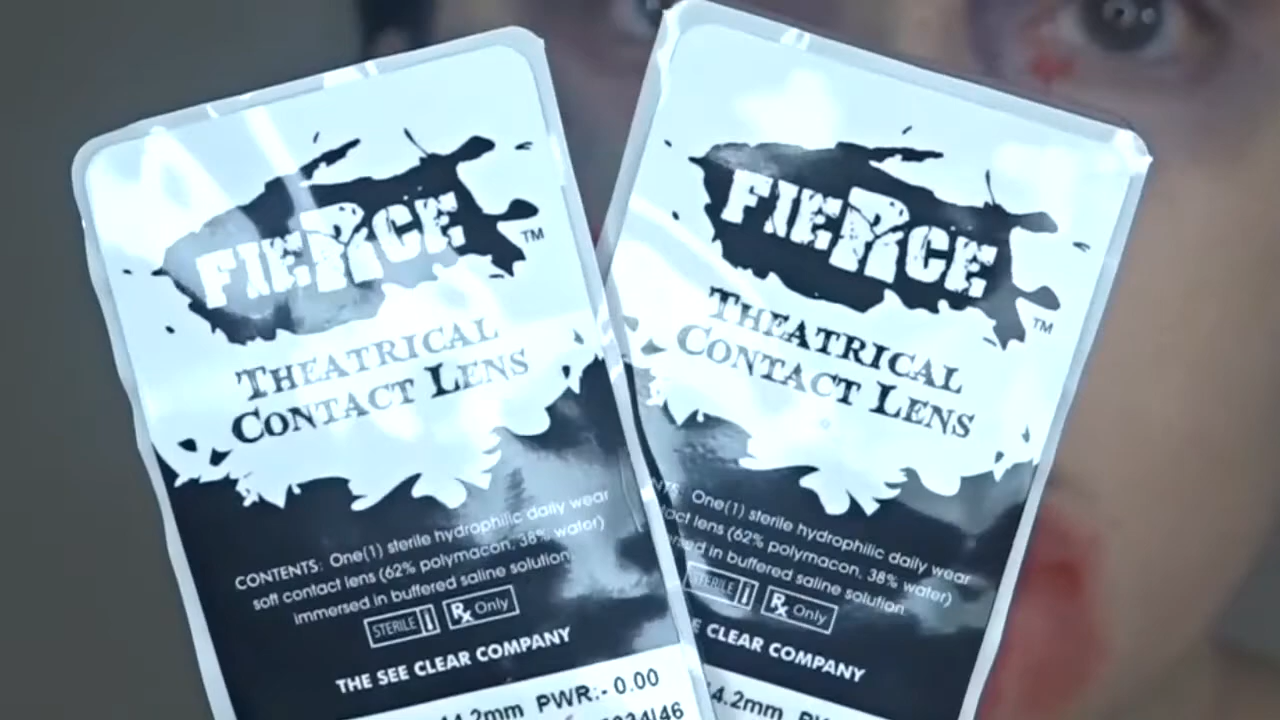 FIERCE
TM
THEATRICAL
CONTACT LENS
CONTENTS: One(1) sterile hydrophilic daily wear
soft contact lens (62% polymacon, 38% water)
immersed in buffered saline solution
STERILE i Rx Only
THE SEE CLEAR COMPANY
14.2mm PWR:- 0.00
FIERCE
TM
THEATRICAL
CONTACT LENS
One(1) sterile hydrophilic daily wear
lens (62% polymacon, 38% water)
in buffered saline solution
STERILE i Rx Only
CLEAR COMPANY
4.2mm